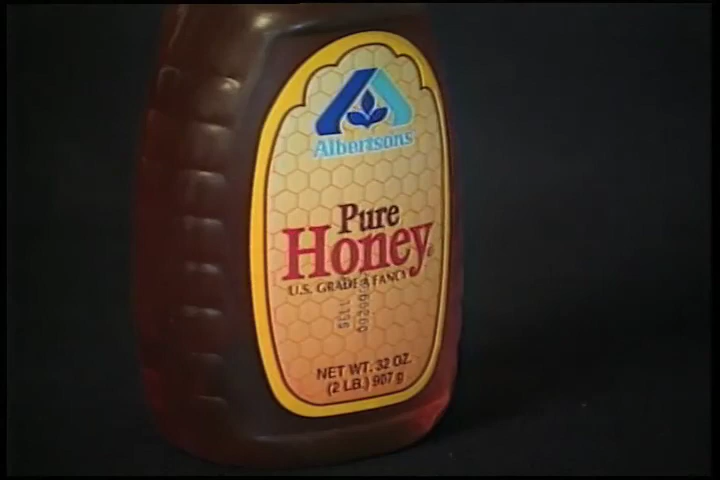 Albertsons
Pure
Honey
U.S. GRADE A FANCY
NET WT. 32 OZ.
(2 LB.) 907 g